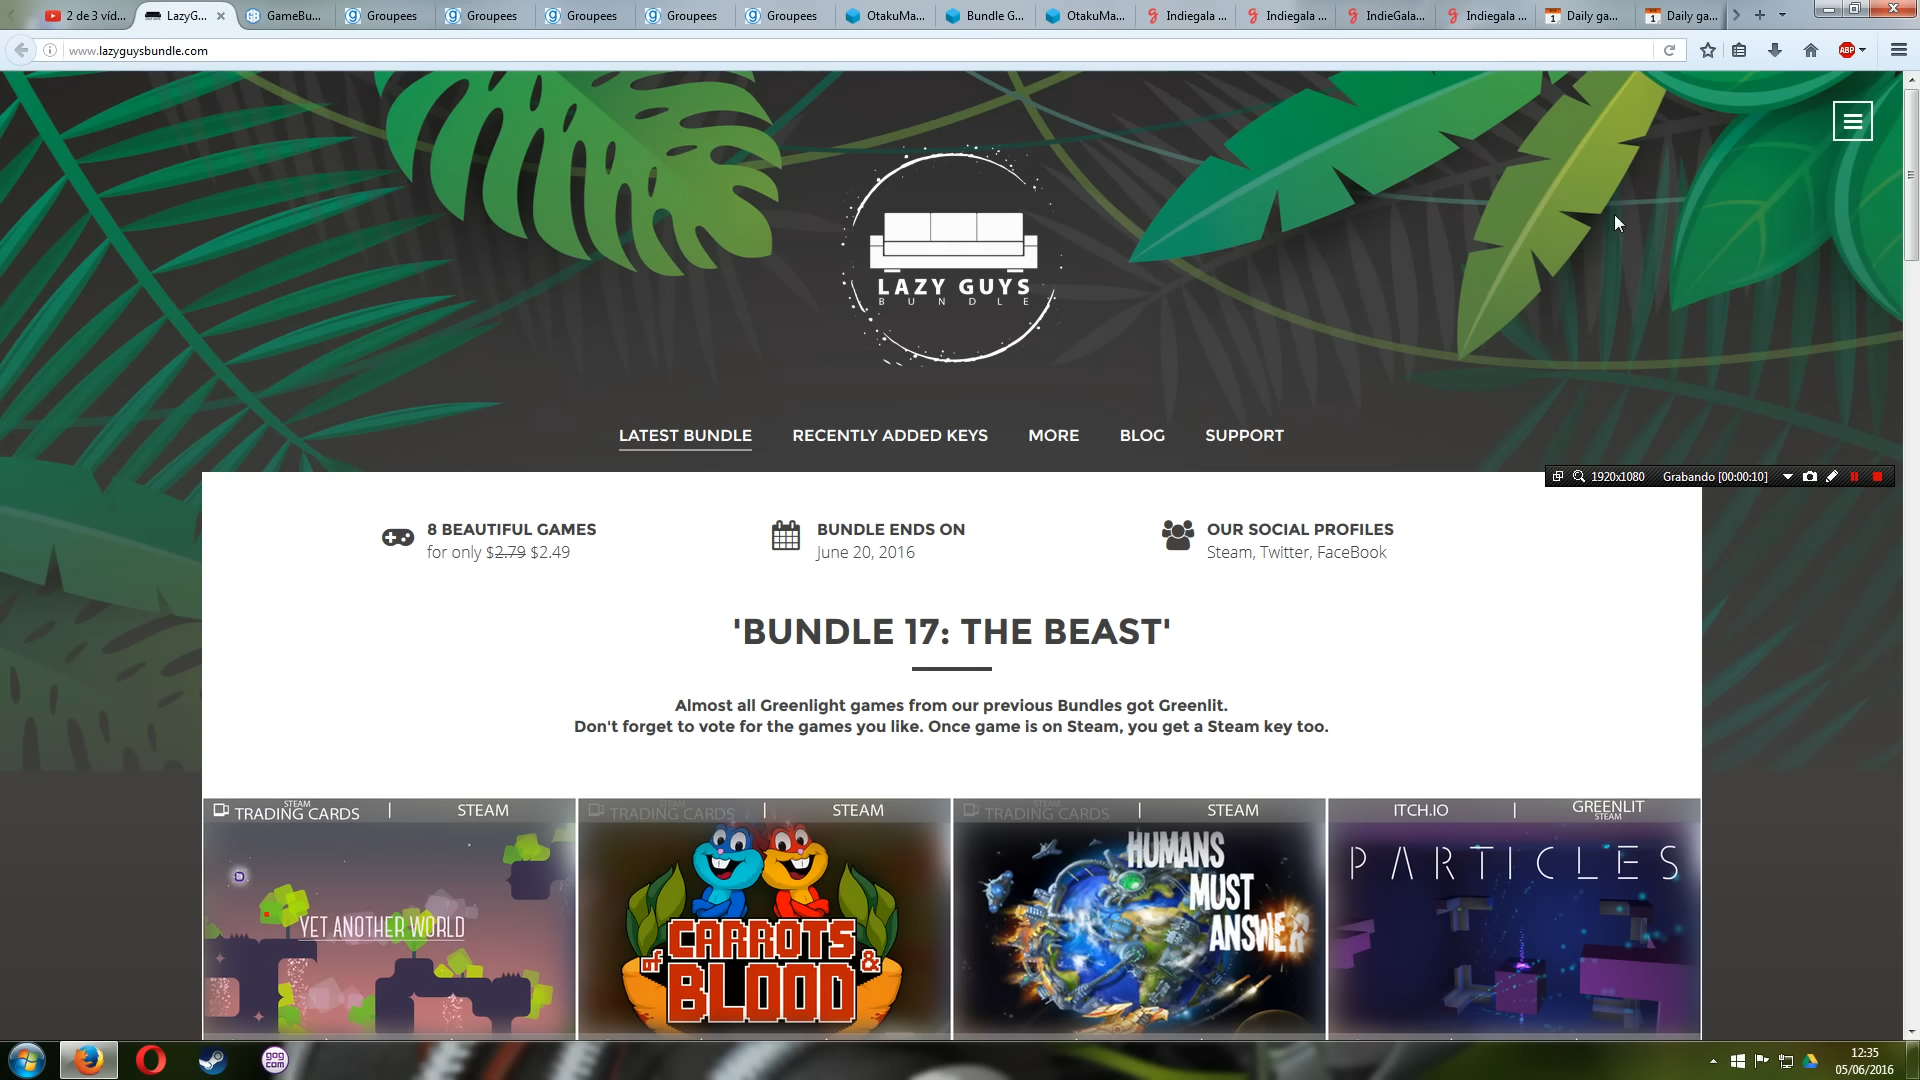 2 de 3 víd...
LazyG...
GameBu...
Groupees
Groupees
Groupees
Groupees
Groupees
OtakuMa...
Bundle G...
OtakuMa...
Indiegala ...
Indiegala ...
IndieGala...
Indiegala ...
Daily ga...
Daily ga...
www.lazyguysbundle.com
ABP
LAZY GUYS
BUNDLE
LATEST BUNDLE
RECENTLY ADDED KEYS
MORE
BLOG
SUPPORT
1920x1080
Grabando [00:00:10]
8 BEAUTIFUL GAMES
for only $2.79 $2.49
BUNDLE ENDS ON
June 20, 2016
OUR SOCIAL PROFILES
Steam, Twitter, FaceBook
'BUNDLE 17: THE BEAST'
Almost all Greenlight games from our previous Bundles got Greenlit.
Don't forget to vote for the games you like. Once game is on Steam, you get a Steam key too.
STEAM
TRADING CARDS | STEAM
YET ANOTHER WORLD
STEAM
TRADING CARDS | STEAM
CARROTS
of BLOOD &
STEAM
TRADING CARDS | STEAM
HUMANS
MUST
ANSWER
ITCH.IO | GREENLIT
STEAM
PARTICLES
gog
com
12:35
05/06/2016